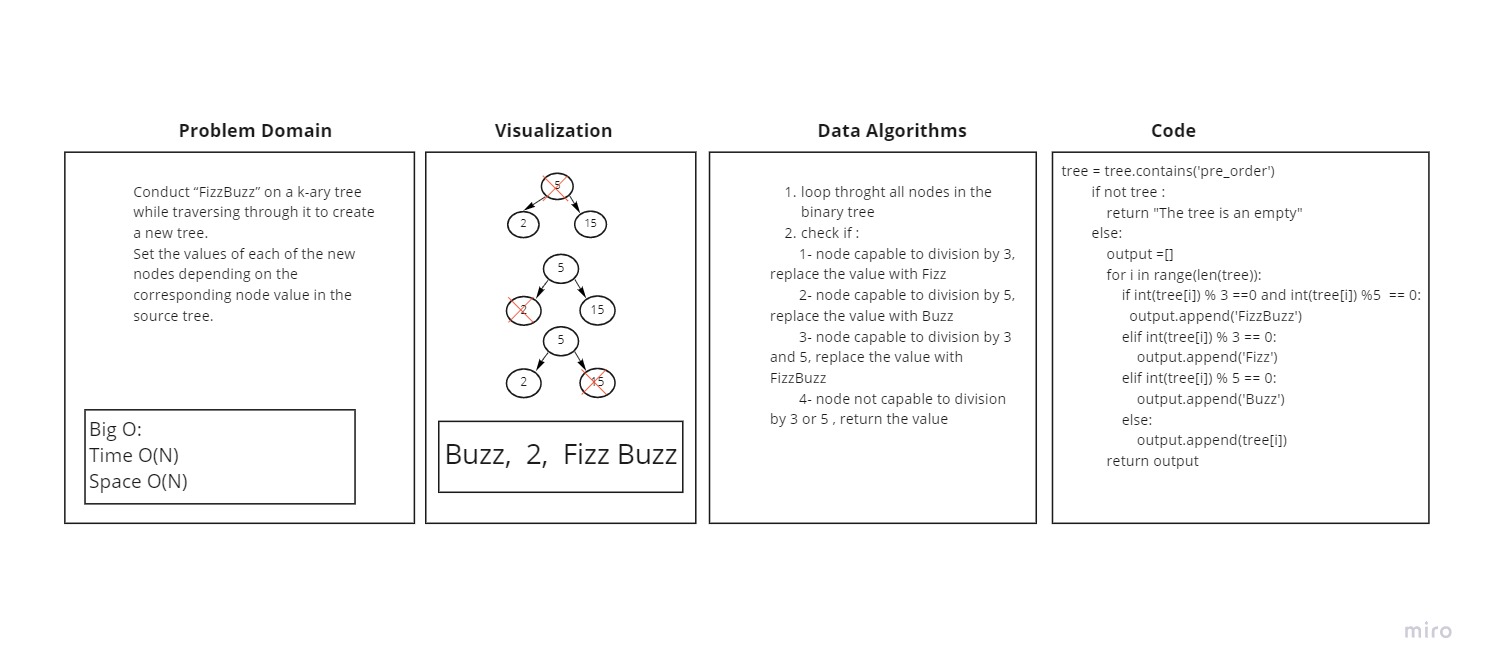 Problem Domain
Conduct “FizzBuzz” on a k-ary tree
while traversing through it to create
a new tree.
Set the values of each of the new
nodes depending on the
corresponding node value in the
source tree.
Big O:
Time O(N)
Space O(N)
Visualization
5
2
15
5
2
15
5
2
15
Buzz, 2, Fizz Buzz
Data Algorithms
1. loop throght all nodes in the
binary tree
2. check if :
1- node capable to division by 3,
replace the value with Fizz
2- node capable to division by 5,
replace the value with Buzz
3- node capable to division by 3
and 5, replace the value with
FizzBuzz
4- node not capable to division
by 3 or 5 , return the value
Code
tree = tree.contains('pre_order')
if not tree :
return "The tree is an empty"
else:
output =[]
for i in range(len(tree)):
if int(tree[i]) % 3 ==0 and int(tree[i]) %5 == 0:
output.append('FizzBuzz')
elif int(tree[i]) % 3 == 0:
output.append('Fizz')
elif int(tree[i]) % 5 == 0:
output.append('Buzz')
else:
output.append(tree[i])
return output
miro